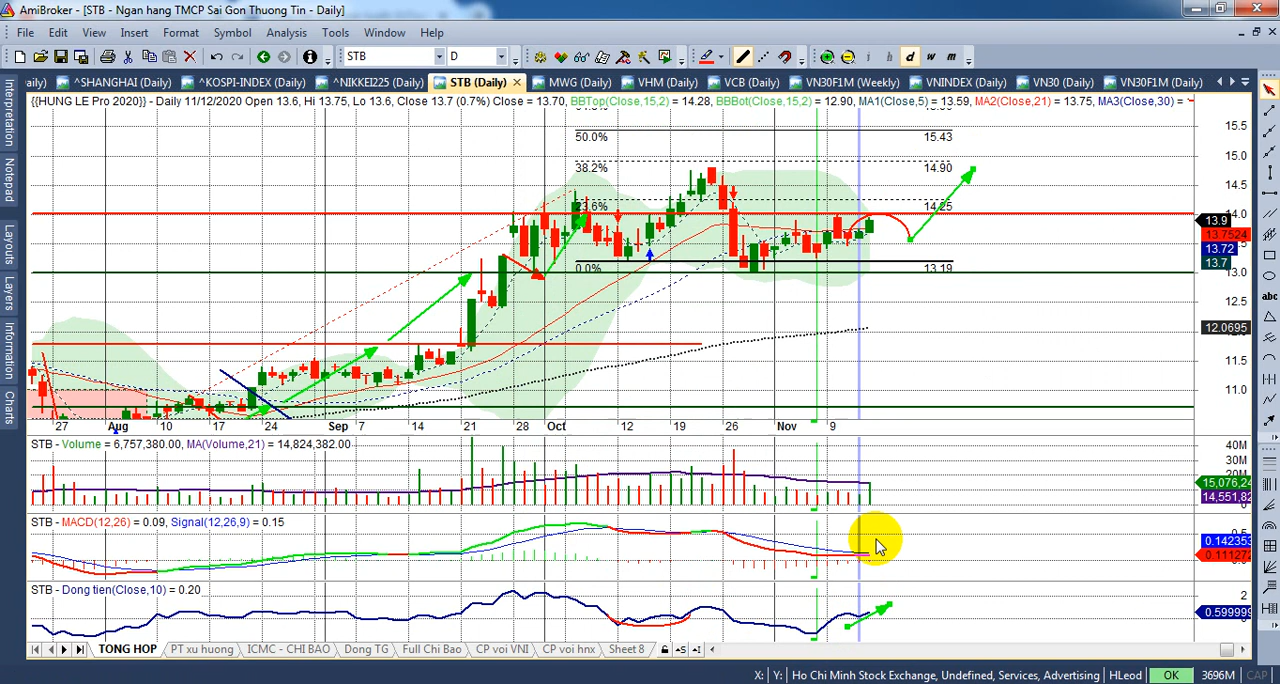 AmiBroker - [STB - Ngan hang TMCP Sai Gon Thuong Tin - Daily]
File Edit View Insert Format Symbol Analysis Tools Window Help
STB D i h d w m
aily) ^SHANGHAI (Daily) ^KOSPI-INDEX (Daily) ^NIKKEI225 (Daily) STB (Daily) MWG (Daily) VHM (Daily) VCB (Daily) VN30F1M (Weekly) VNINDEX (Daily) VN30 (Daily) VN30F1M (Daily)
{{HUNG LE Pro 2020}} - Daily 11/12/2020 Open 13.6, Hi 13.75, Lo 13.6, Close 13.7 (0.7%) Close = 13.70, BBTop(Close,15,2) = 14.28, BBBot(Close,15,2) = 12.90, MA1(Close,5) = 13.59, MA2(Close,21) = 13.75, MA3(Close,30) =
Interpretation
Notepad
Layouts
Layers
Information
Charts
abc
50.0% 15.43
38.2% 14.90
23.6% 14.25
0.0% 13.19
15.5
15.0
14.5
14.0
13.9
13.7524
13.72
13.7
13.0
12.5
12.0695
11.5
11.0
27 Aug 10 17 24 Sep 7 14 21 28 Oct 12 19 26 Nov 9
STB - Volume = 6,757,380.00, MA(Volume,21) = 14,824,382.00
40M
30M
15,076,24
14,551,82
STB - MACD(12,26) = 0.09, Signal(12,26,9) = 0.15
0.142353
0.111272
STB - Dong tien(Close,10) = 0.20
2
0.599999
TONG HOP PT xu huong ICMC - CHI BAO Dong TG Full Chi Bao CP voi VNI CP voi hnx Sheet 8
X: Y: Ho Chi Minh Stock Exchange, Undefined, Services, Advertising HLeod OK 3696M CAP